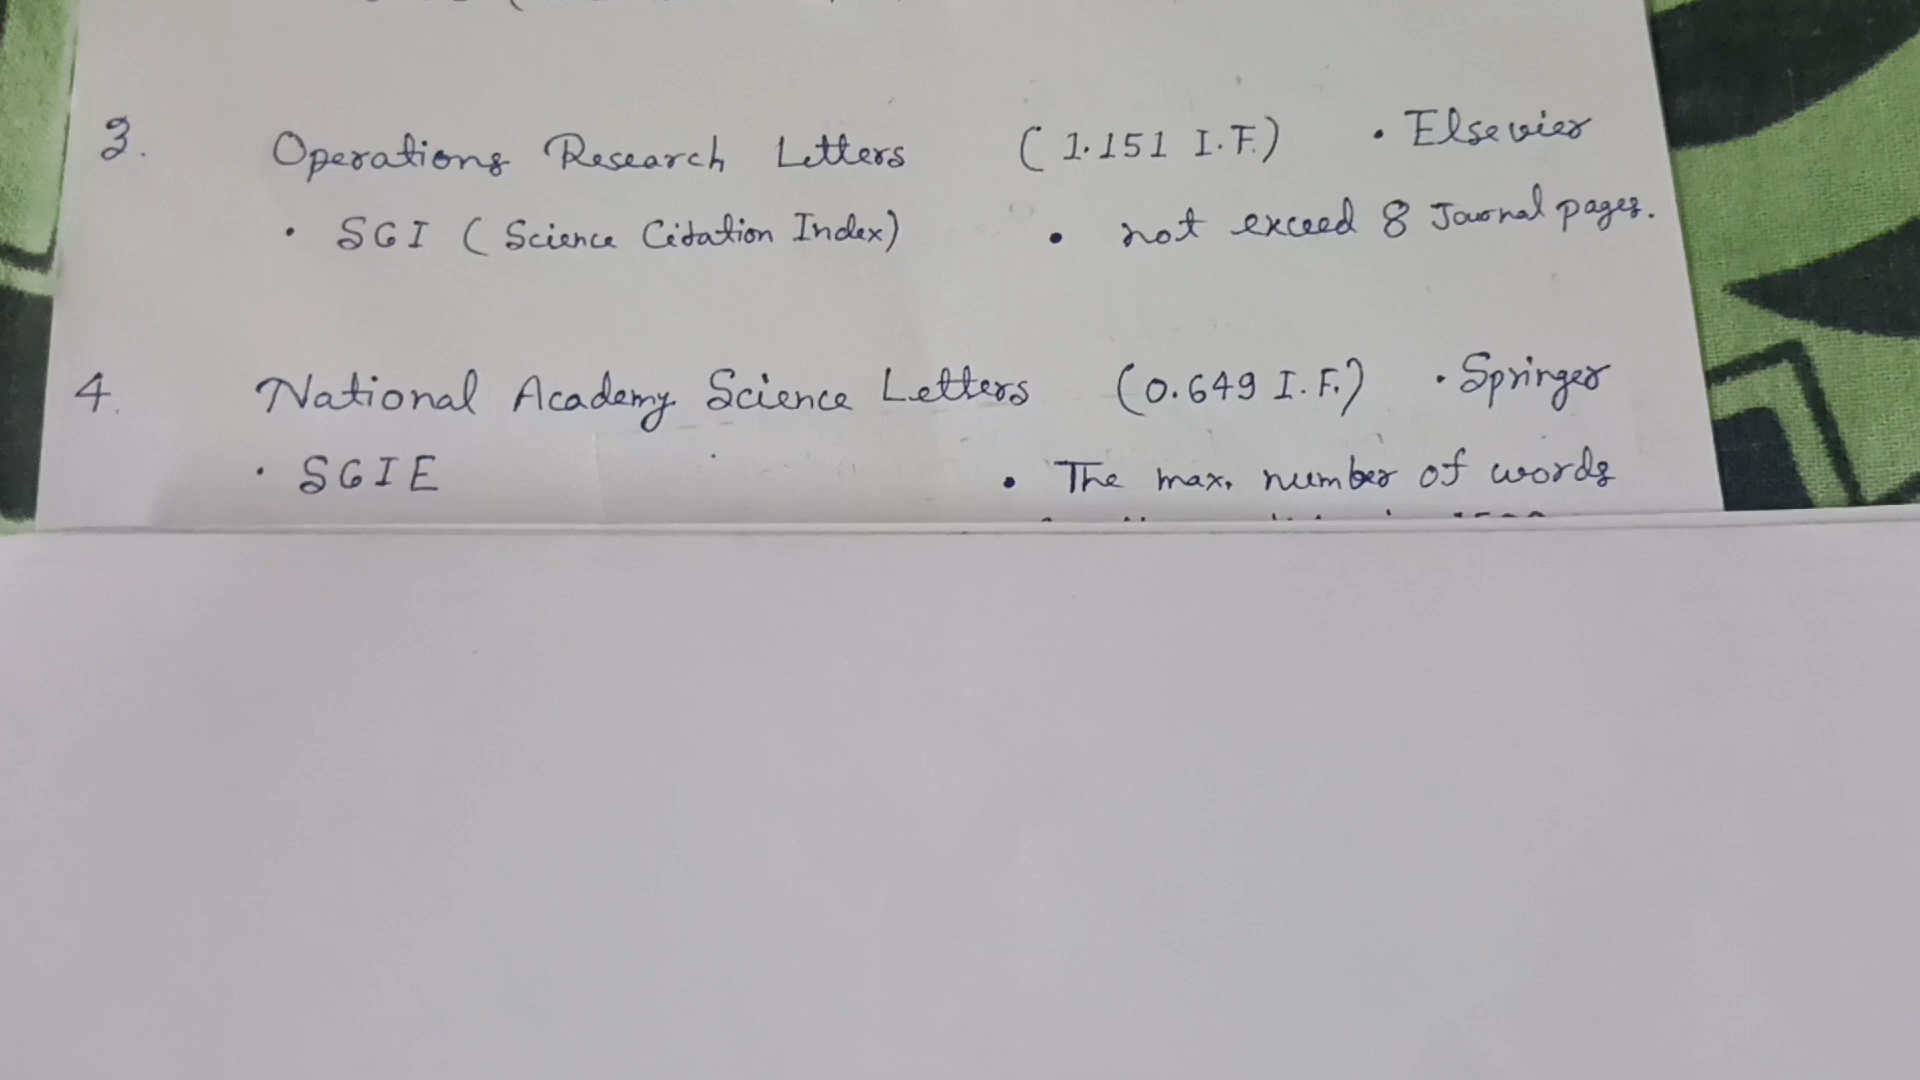 3. Operations Research Letters (1.151 I.F.) • Elsevier
• SCI (Science Citation Index) • not exceed 8 Journal pages.
4. National Academy Science Letters (0.649 I.F.) • Springer
• SCIE • The max. number of words